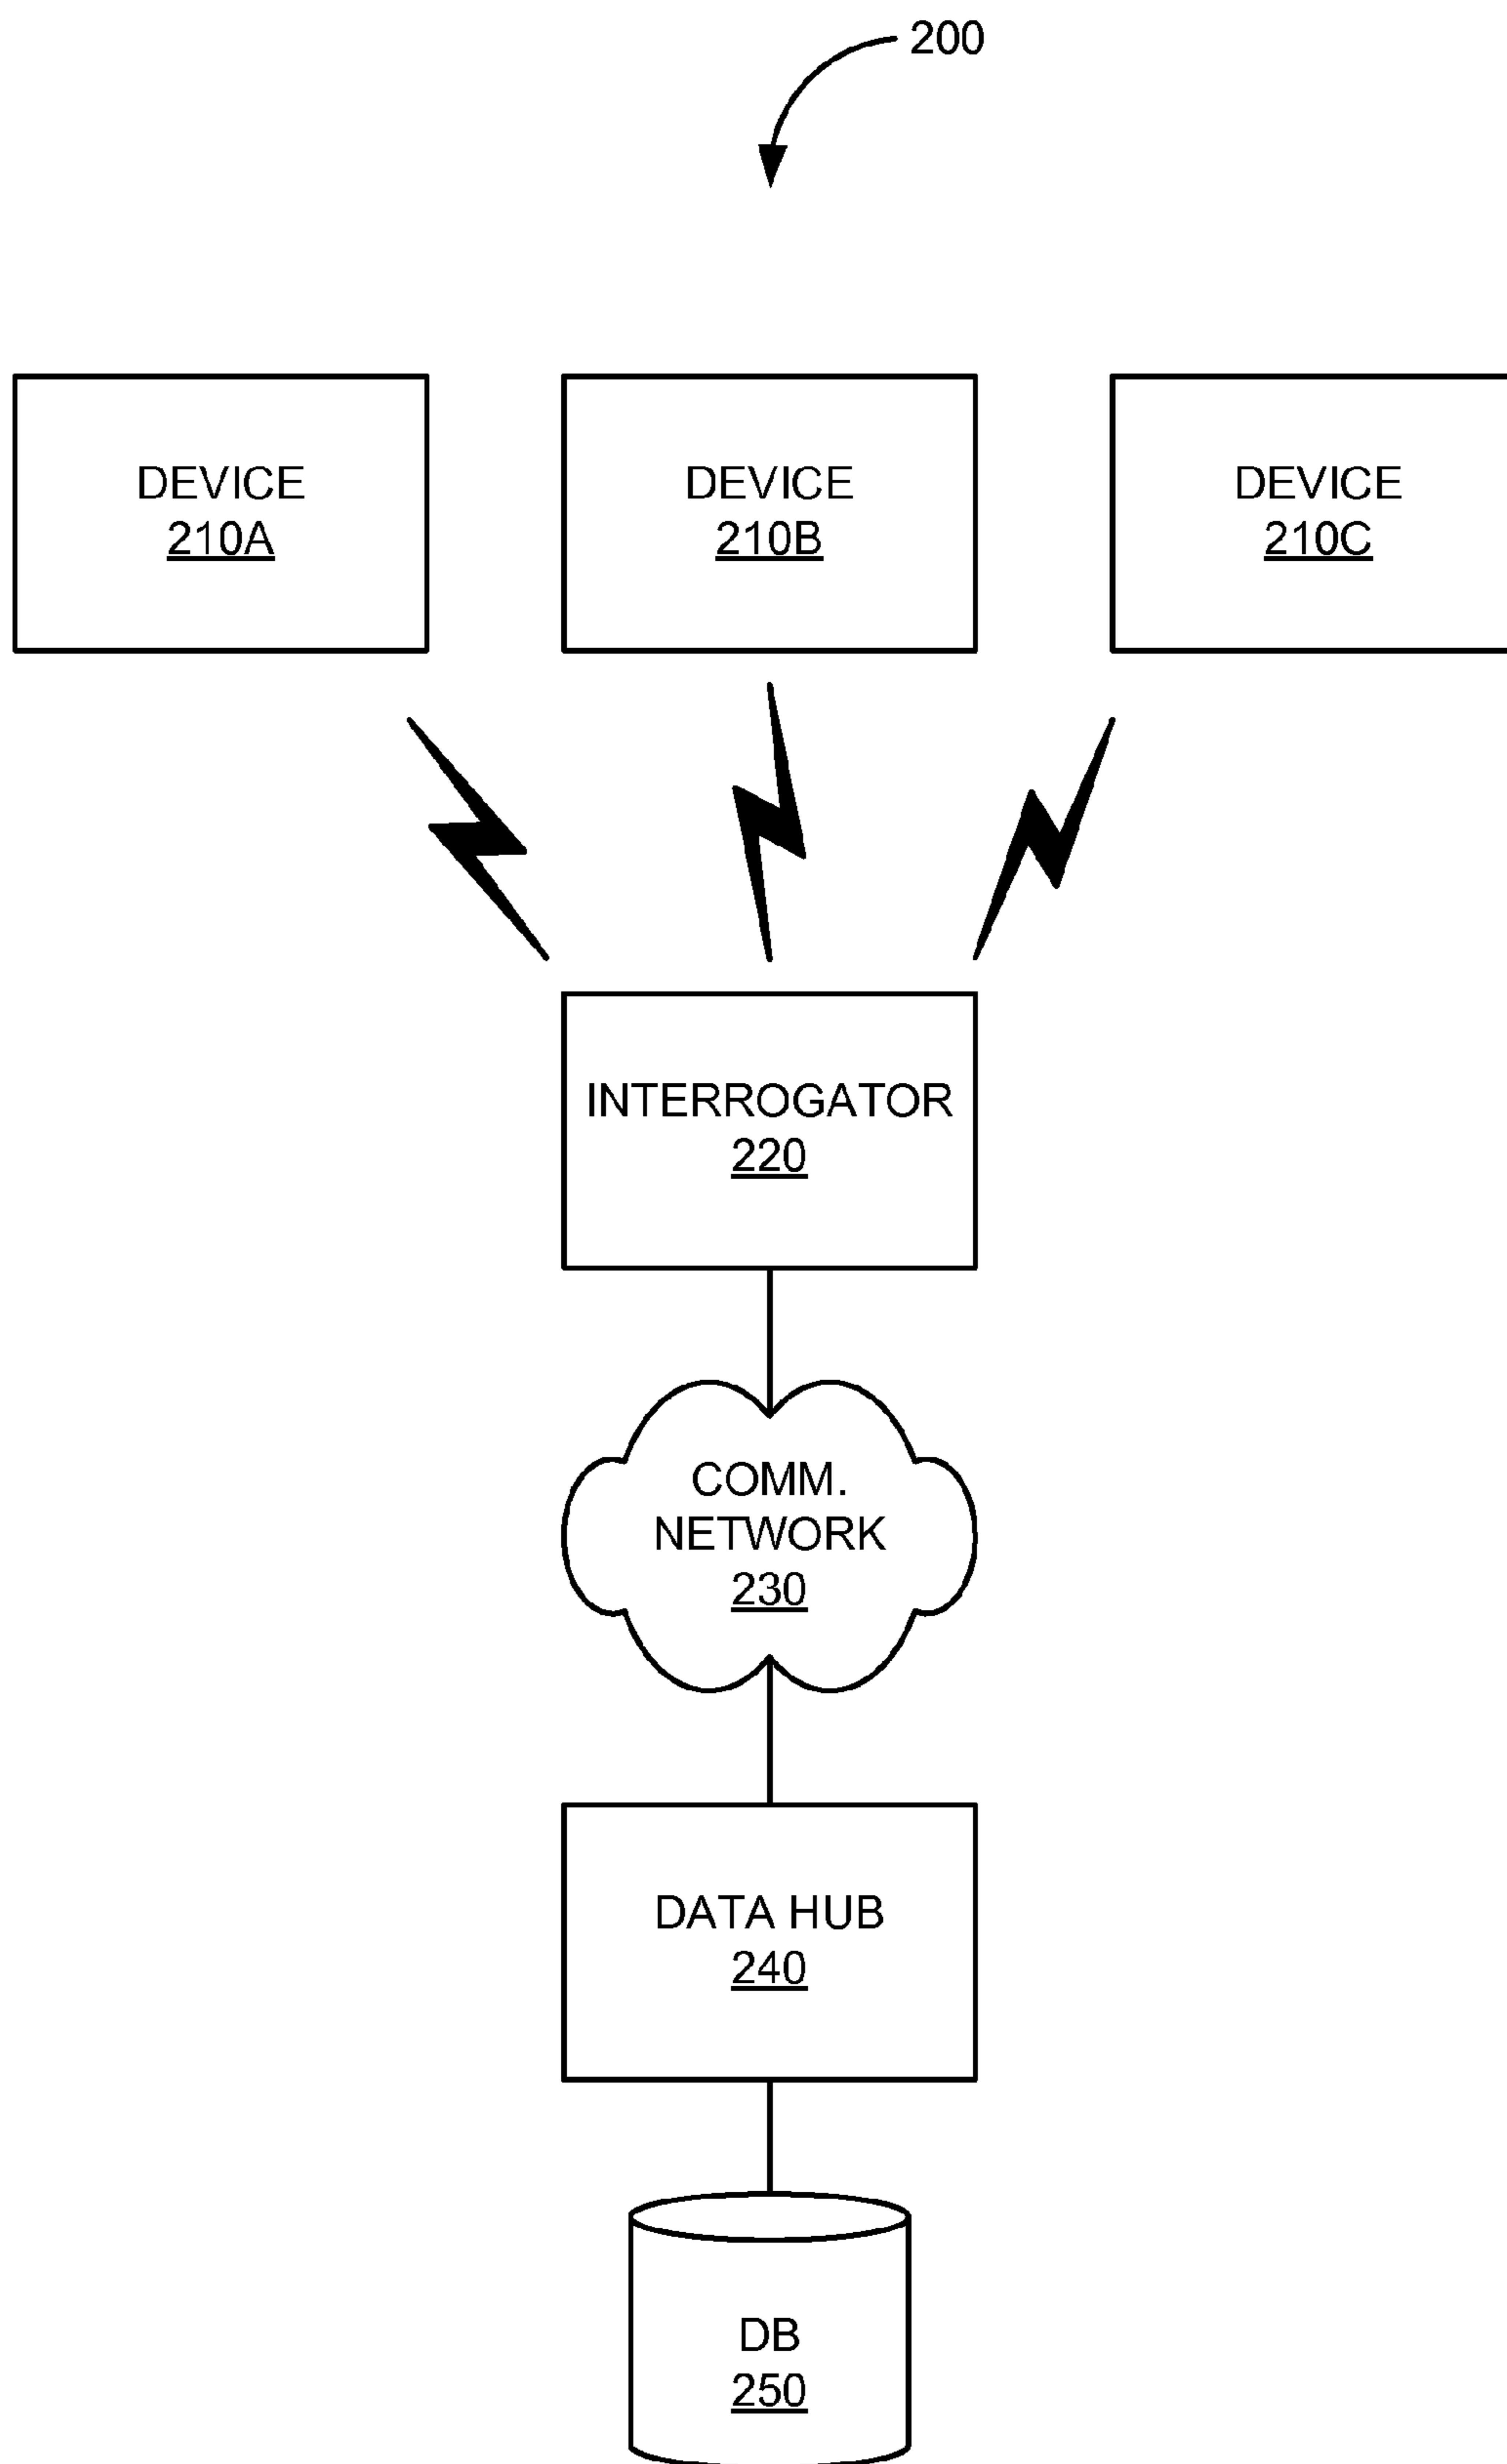 200
DEVICE
210A
DEVICE
210B
DEVICE
210C
INTERROGATOR
220
COMM.
NETWORK
230
DATA HUB
240
DB
250